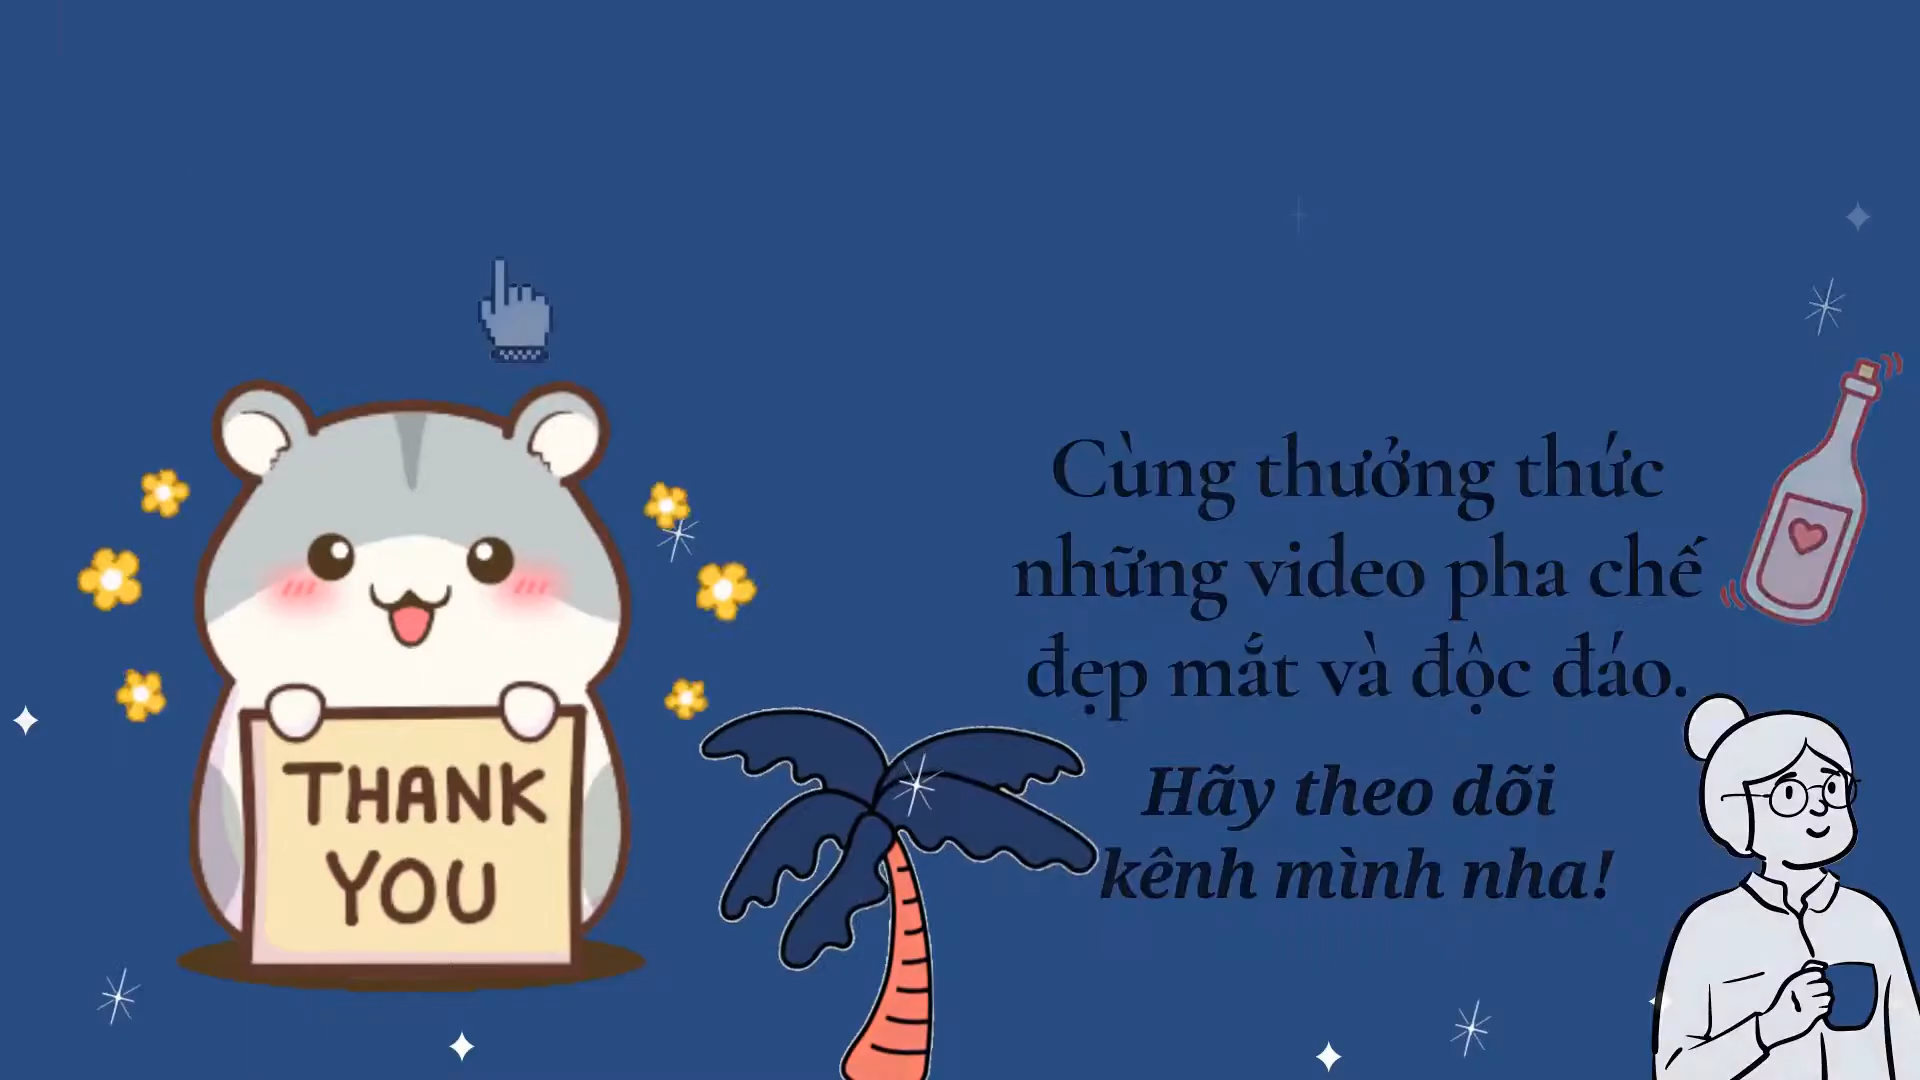 THANK
YOU
Cùng thưởng thức
những video pha chế
đẹp mắt và độc đáo.
Hãy theo dõi
kênh mình nha!